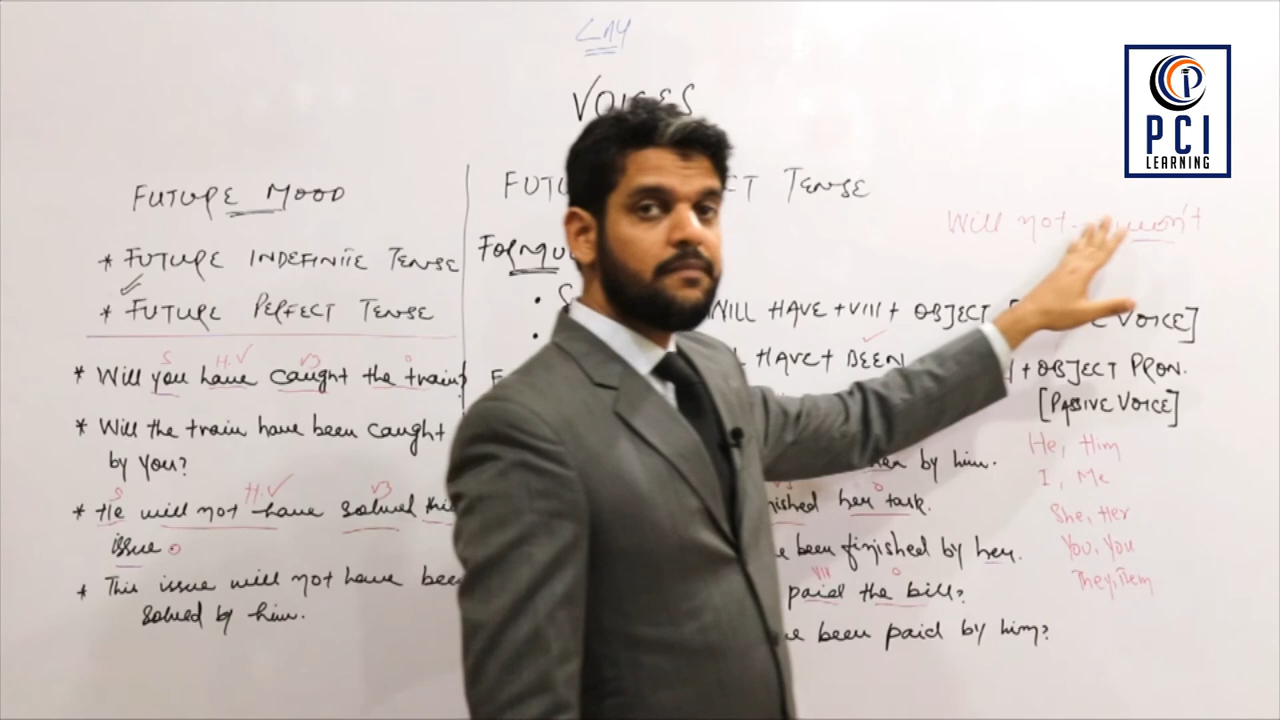 VOICES
PCI
LEARNING
FUTURE MOOD
* FUTURE INDEFINITE TENSE
* FUTURE PERFECT TENSE
S H.V V3 O
* Will you have caught the train?
* Will the train have been caught
by you?
S H.V V3
* He will not have solved this
issue O
* This issue will not have been
solved by him.
TENSE
Will not won't
WILL HAVE + VIII + OBJECT
VOICE]
HAVE + BEEN
+ OBJECT PRON.
[PASSIVE VOICE]
by him.
her task.
been finished by her.
VIII O
paid the bill?
been paid by him?
He, Him
I, Me
She, Her
You, You
They, Them